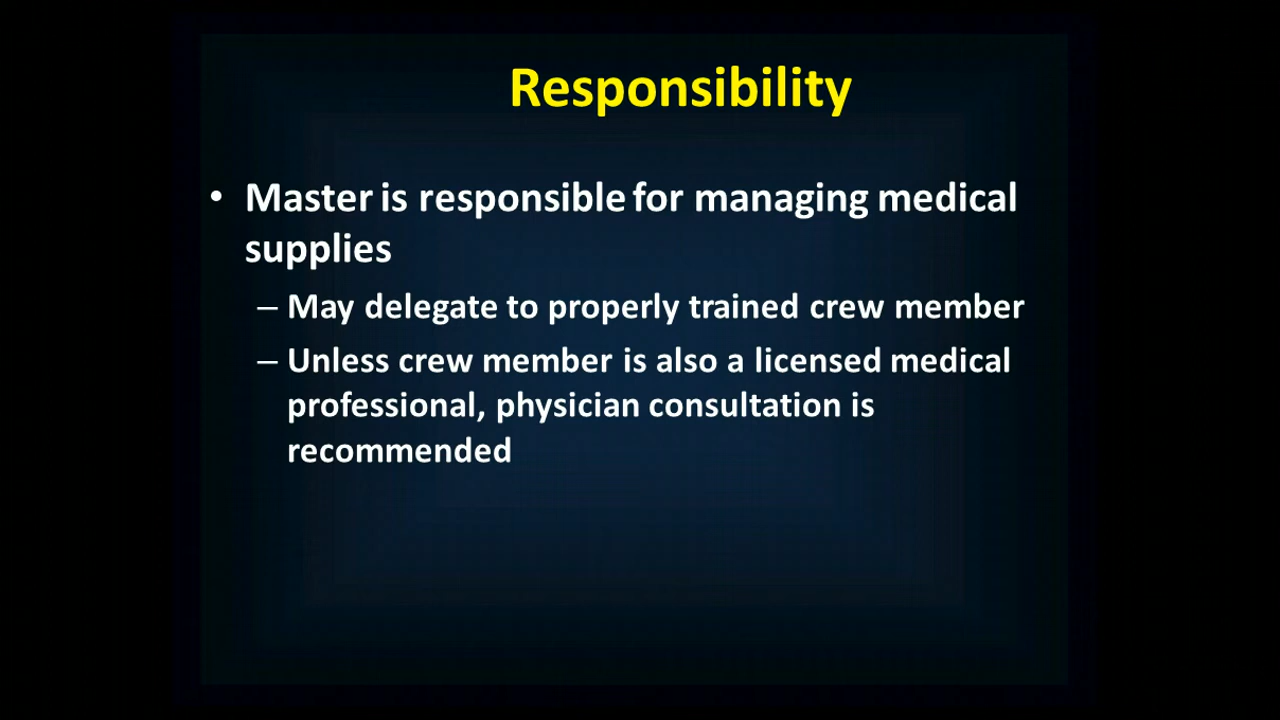 Responsibility
• Master is responsible for managing medical
supplies
– May delegate to properly trained crew member
– Unless crew member is also a licensed medical
professional, physician consultation is
recommended